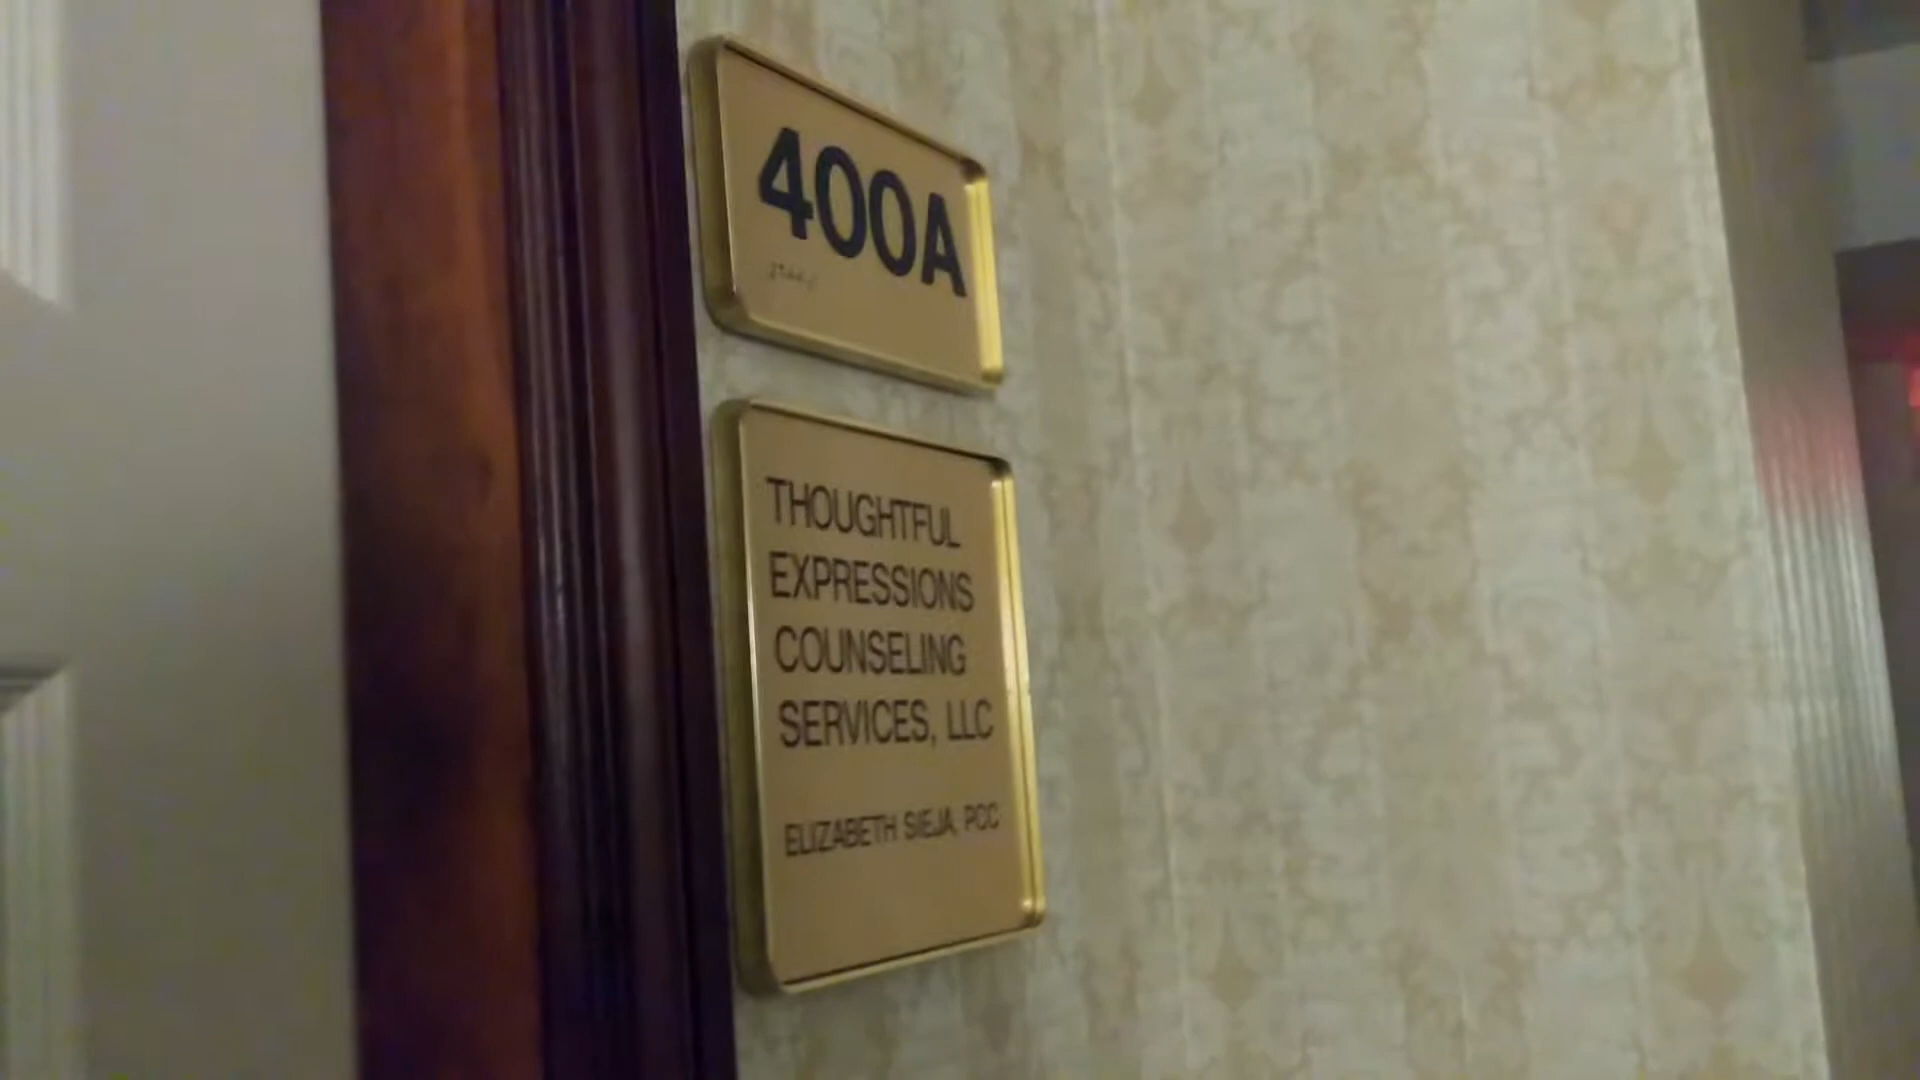 400A
THOUGHTFUL
EXPRESSIONS
COUNSELING
SERVICES, LLC
ELIZABETH SIEJA, PCC